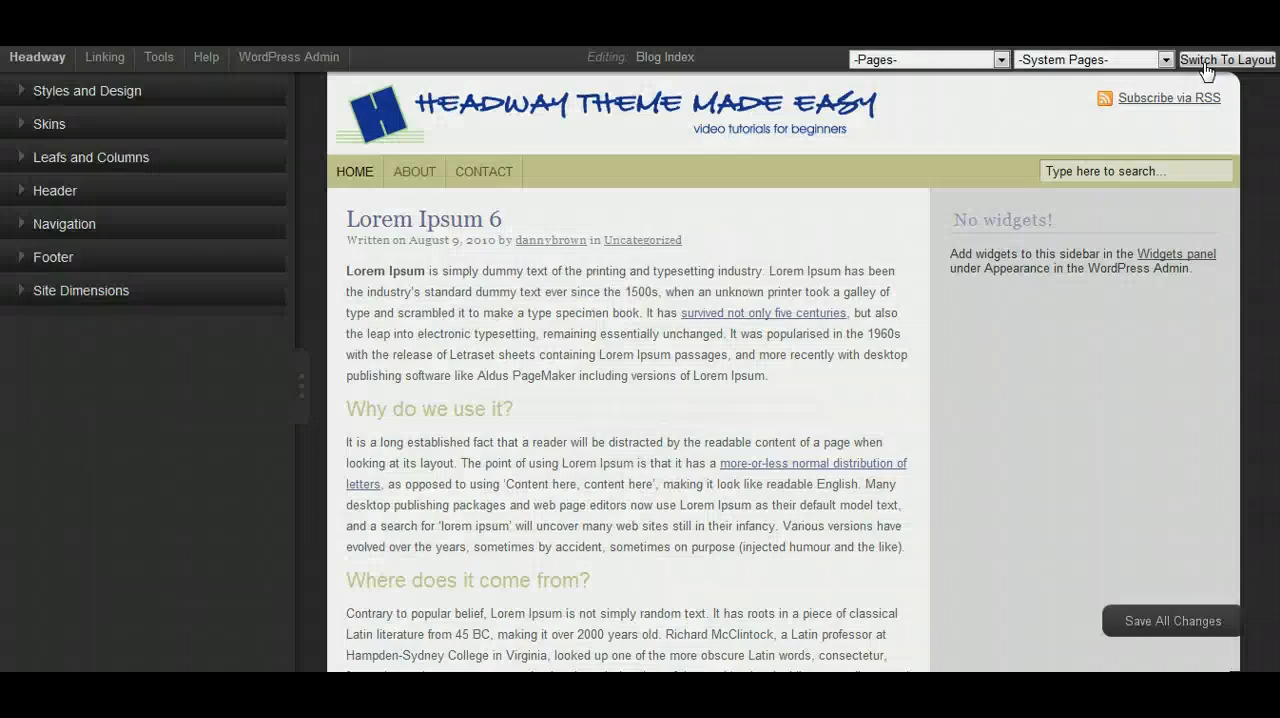 Headway Linking Tools Help WordPress Admin Editing: Blog Index -Pages- -System Pages- Switch To Layout
Styles and Design
Skins
Leafs and Columns
Header
Navigation
Footer
Site Dimensions
HEADWAY THEME MADE EASY
video tutorials for beginners
Subscribe via RSS
HOME ABOUT CONTACT Type here to search...
Lorem Ipsum 6
Written on August 9, 2010 by dannybrown in Uncategorized
Lorem Ipsum is simply dummy text of the printing and typesetting industry. Lorem Ipsum has been
the industry's standard dummy text ever since the 1500s, when an unknown printer took a galley of
type and scrambled it to make a type specimen book. It has survived not only five centuries, but also
the leap into electronic typesetting, remaining essentially unchanged. It was popularised in the 1960s
with the release of Letraset sheets containing Lorem Ipsum passages, and more recently with desktop
publishing software like Aldus PageMaker including versions of Lorem Ipsum.
Why do we use it?
It is a long established fact that a reader will be distracted by the readable content of a page when
looking at its layout. The point of using Lorem Ipsum is that it has a more-or-less normal distribution of
letters, as opposed to using 'Content here, content here', making it look like readable English. Many
desktop publishing packages and web page editors now use Lorem Ipsum as their default model text,
and a search for 'lorem ipsum' will uncover many web sites still in their infancy. Various versions have
evolved over the years, sometimes by accident, sometimes on purpose (injected humour and the like).
Where does it come from?
Contrary to popular belief, Lorem Ipsum is not simply random text. It has roots in a piece of classical
Latin literature from 45 BC, making it over 2000 years old. Richard McClintock, a Latin professor at
Hampden-Sydney College in Virginia, looked up one of the more obscure Latin words, consectetur,
No widgets!
Add widgets to this sidebar in the Widgets panel
under Appearance in the WordPress Admin.
Save All Changes